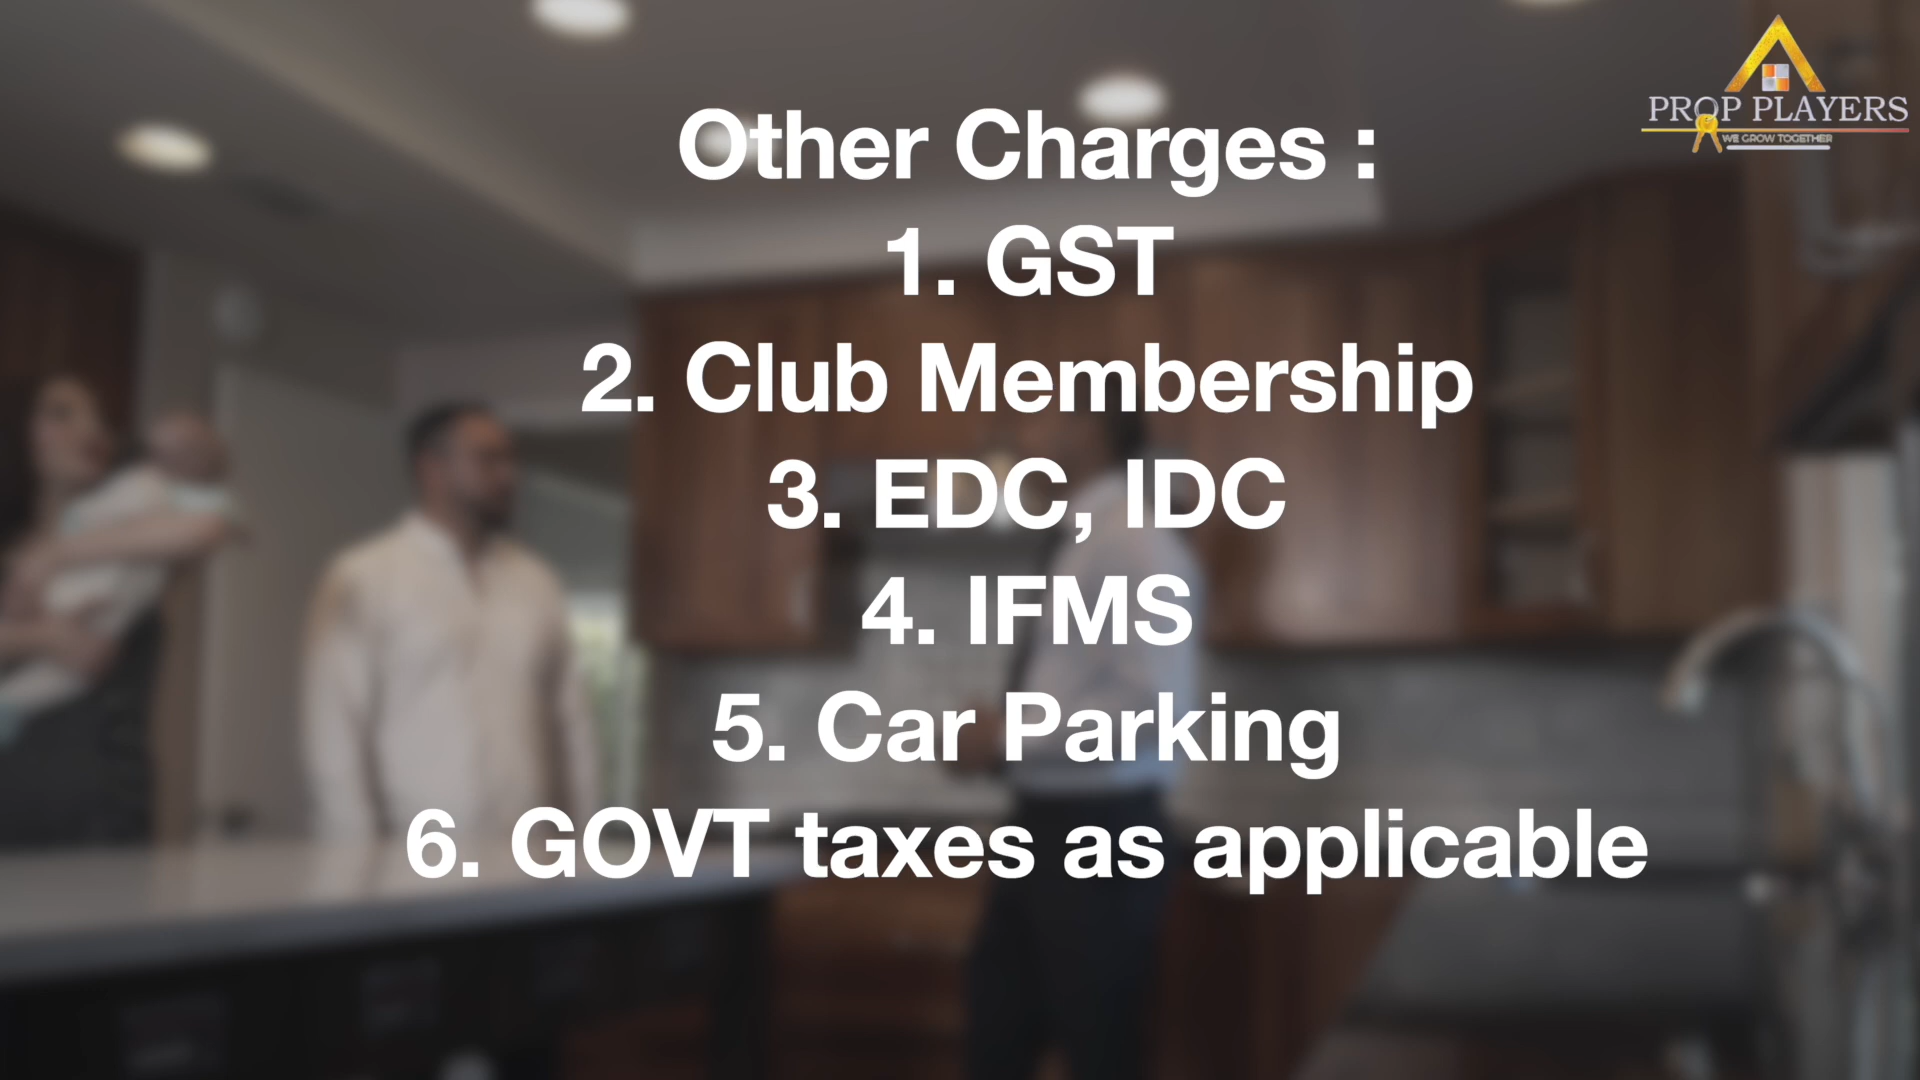 PROP PLAYERS
WE GROW TOGETHER
Other Charges :
1. GST
2. Club Membership
3. EDC, IDC
4. IFMS
5. Car Parking
6. GOVT taxes as applicable